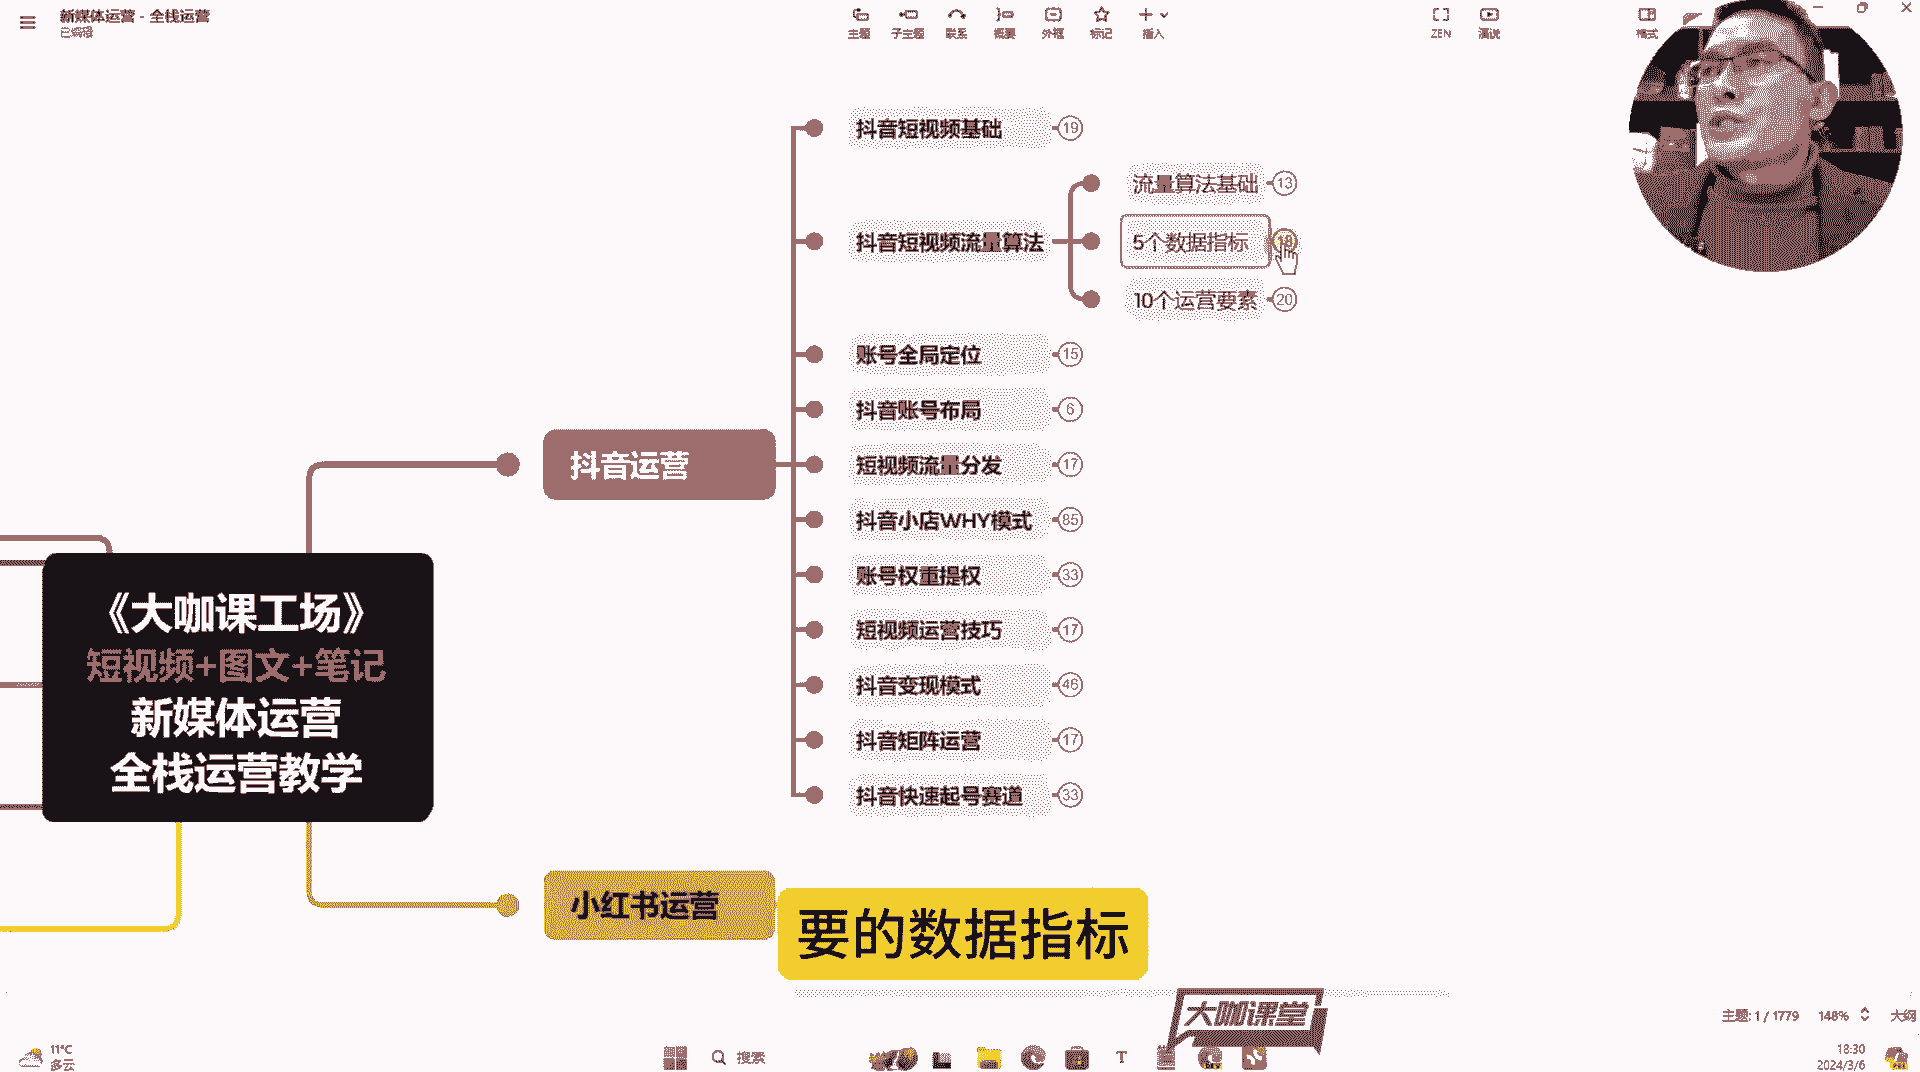 新媒体运营 - 全栈运营
已编辑
主题
子主题
联系
概要
外框
标记
插入
ZEN
演说
格式
抖音短视频基础
19
流量算法基础
13
抖音短视频流量算法
5个数据指标
10个运营要素
20
账号全局定位
15
抖音账号布局
6
抖音运营
短视频流量分发
17
抖音小店WHY模式
85
账号权重提权
33
《大咖课工场》
短视频+图文+笔记
新媒体运营
全栈运营教学
短视频运营技巧
17
抖音变现模式
46
抖音矩阵运营
17
抖音快速起号赛道
33
小红书运营
要的数据指标
大咖课堂
主题: 1 / 1779
148%
大纲
11°C
多云
搜索
18:30
2024/3/6